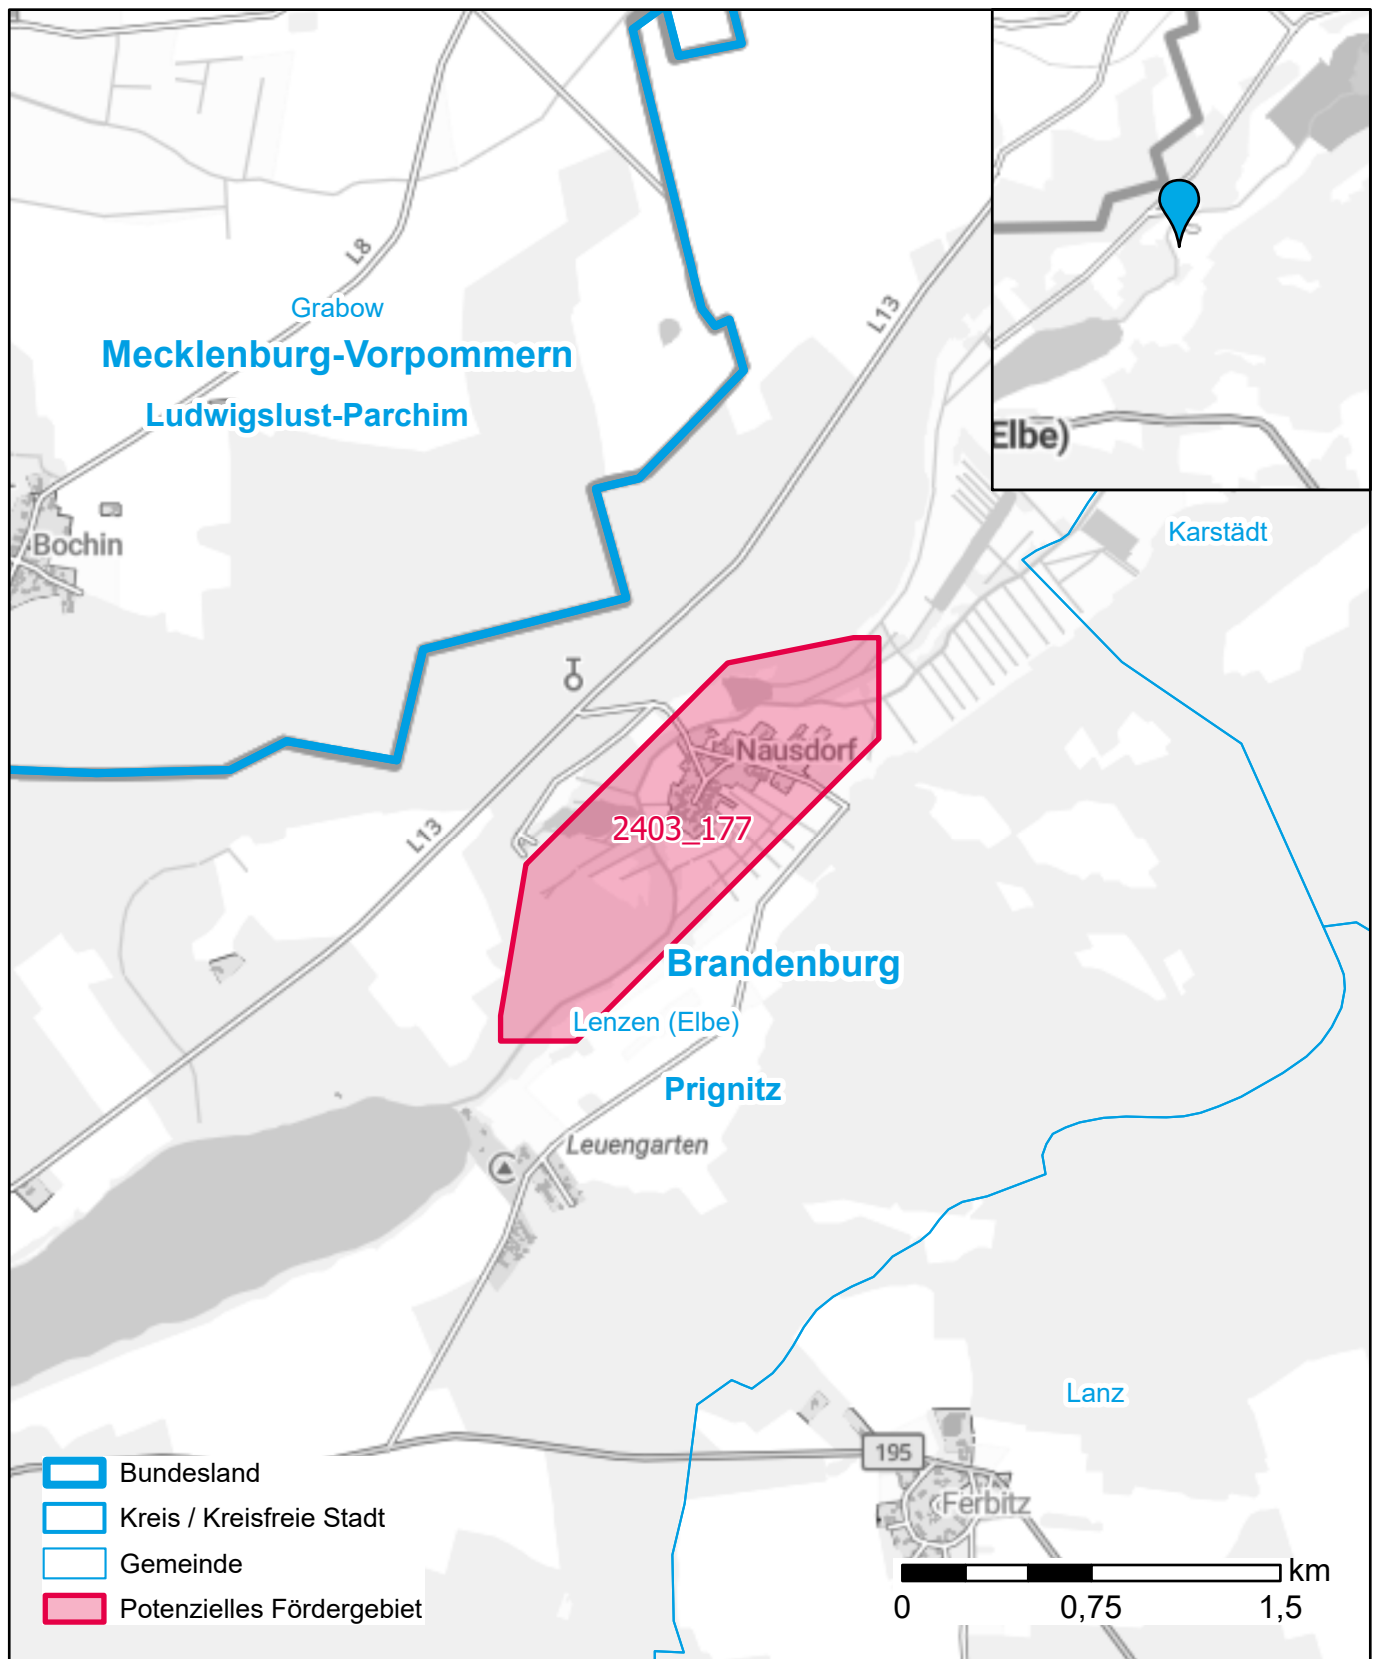 L8
Grabow
Mecklenburg-Vorpommern
L13
Ludwigslust-Parchim
Elbe)
Karstädt
Bochin
Nausdorf
2403_177
L13
Brandenburg
Lenzen (Elbe)
Prignitz
Leuengarten
Lanz
195
Ferbitz
Bundesland
Kreis / Kreisfreie Stadt
Gemeinde
Potenzielles Fördergebiet
km
0 0,75 1,5